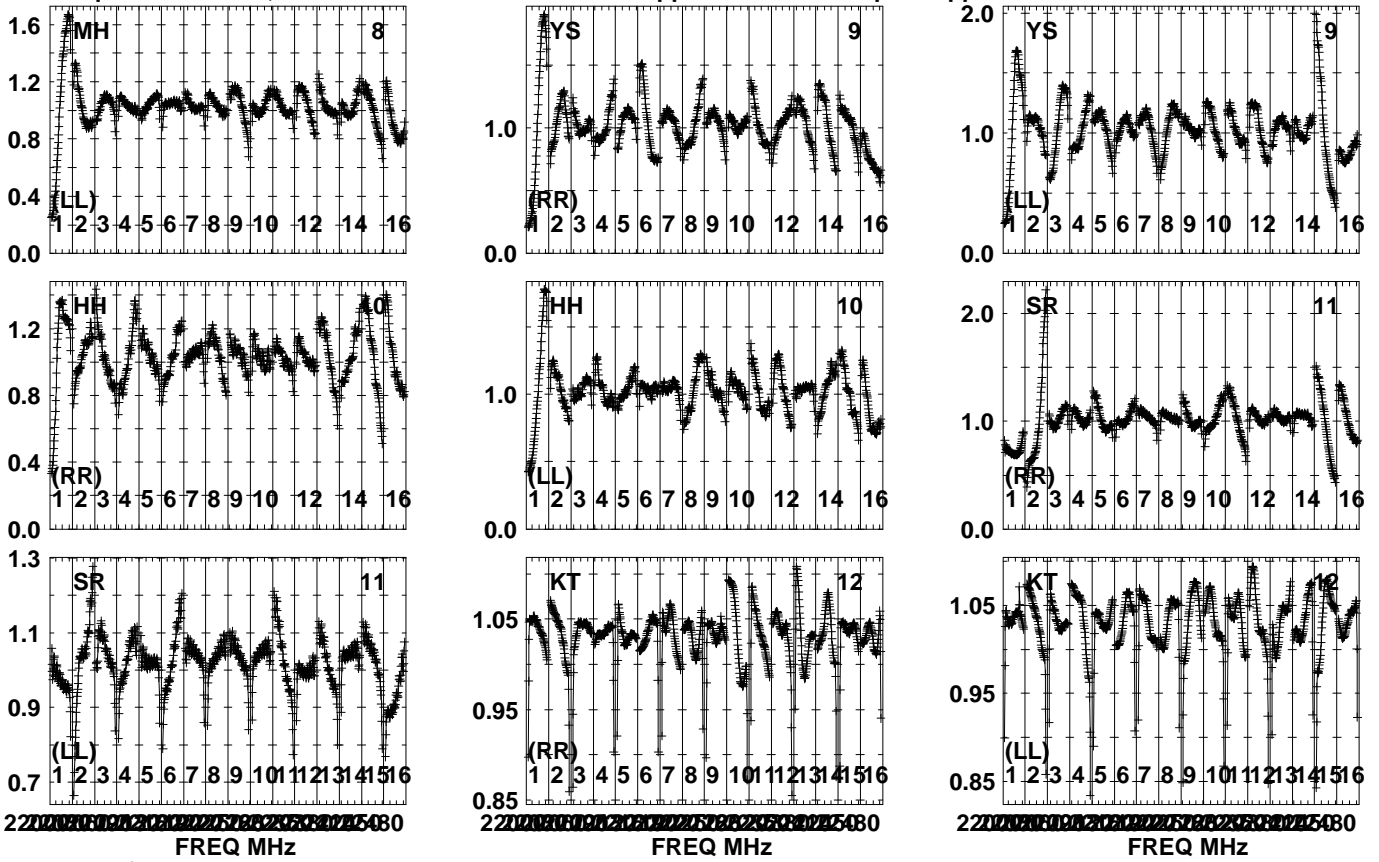 1.6 MH 8
1.2
0.8
0.4 (LL)
1 2 3 4 5 6 7 8 9 10 12 14 16
0.0
YS 9
1.0
(RR)
1 2 3 4 5 6 7 8 9 10 12 14 16
0.0
2.0 YS 9
1.0
(LL)
1 2 3 4 5 6 7 8 9 10 12 14 16
0.0
HH
1.2
0.8
0.4 (RR)
1 2 3 4 5 6 7 8 9 10 12 14 16
0.0
HH 10
1.0
(LL)
1 2 3 4 5 6 7 8 9 10 12 14 16
0.0
2.0 SR 11
1.0
(RR)
1 2 3 4 5 6 7 8 9 10 12 14 16
0.0
1.3 SR 11
1.1
0.9
(LL)
0.7 1 2 3 4 5 6 7 8 9 10 11 12 13 14 15 16
FREQ MHz
KT 12
1.05
0.95
(RR)
1 2 3 4 5 6 7 8 9 10 11 12 13 14 15 16
0.85
FREQ MHz
KT 12
1.05
0.95
(LL)
0.85 1 2 3 4 5 6 7 8 9 10 11 12 13 14 15 16
FREQ MHz